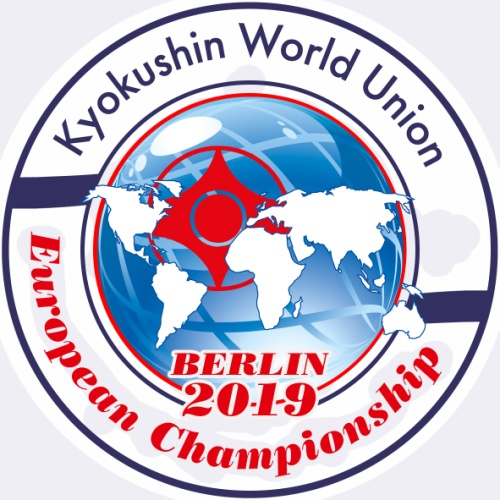 Kyokushin World Union
BERLIN
2019
European Championship